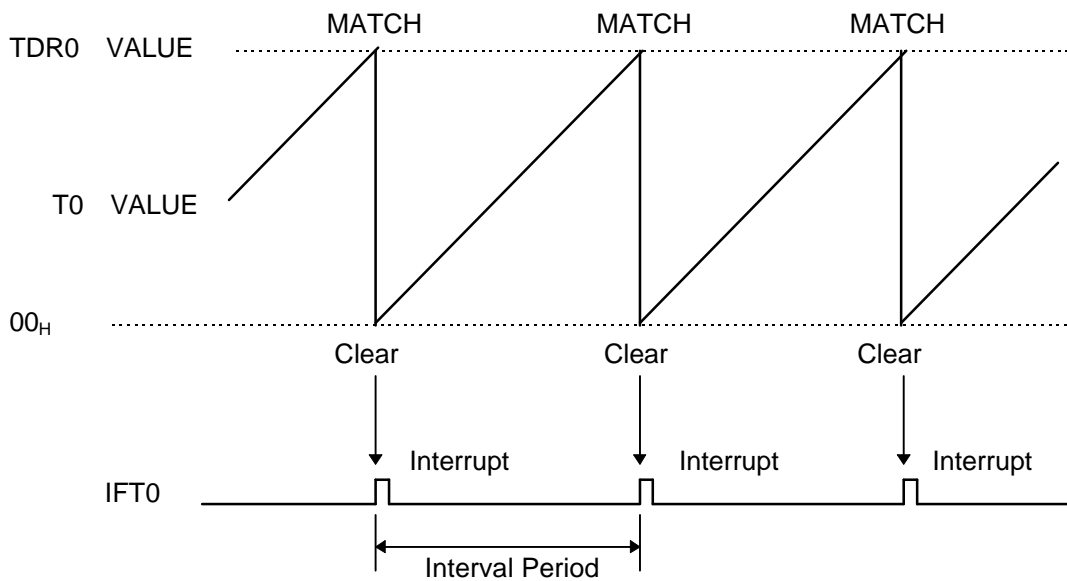 MATCH MATCH MATCH
TDR0 VALUE
T0 VALUE
00H
Clear Clear Clear
Interrupt Interrupt Interrupt
IFT0
Interval Period